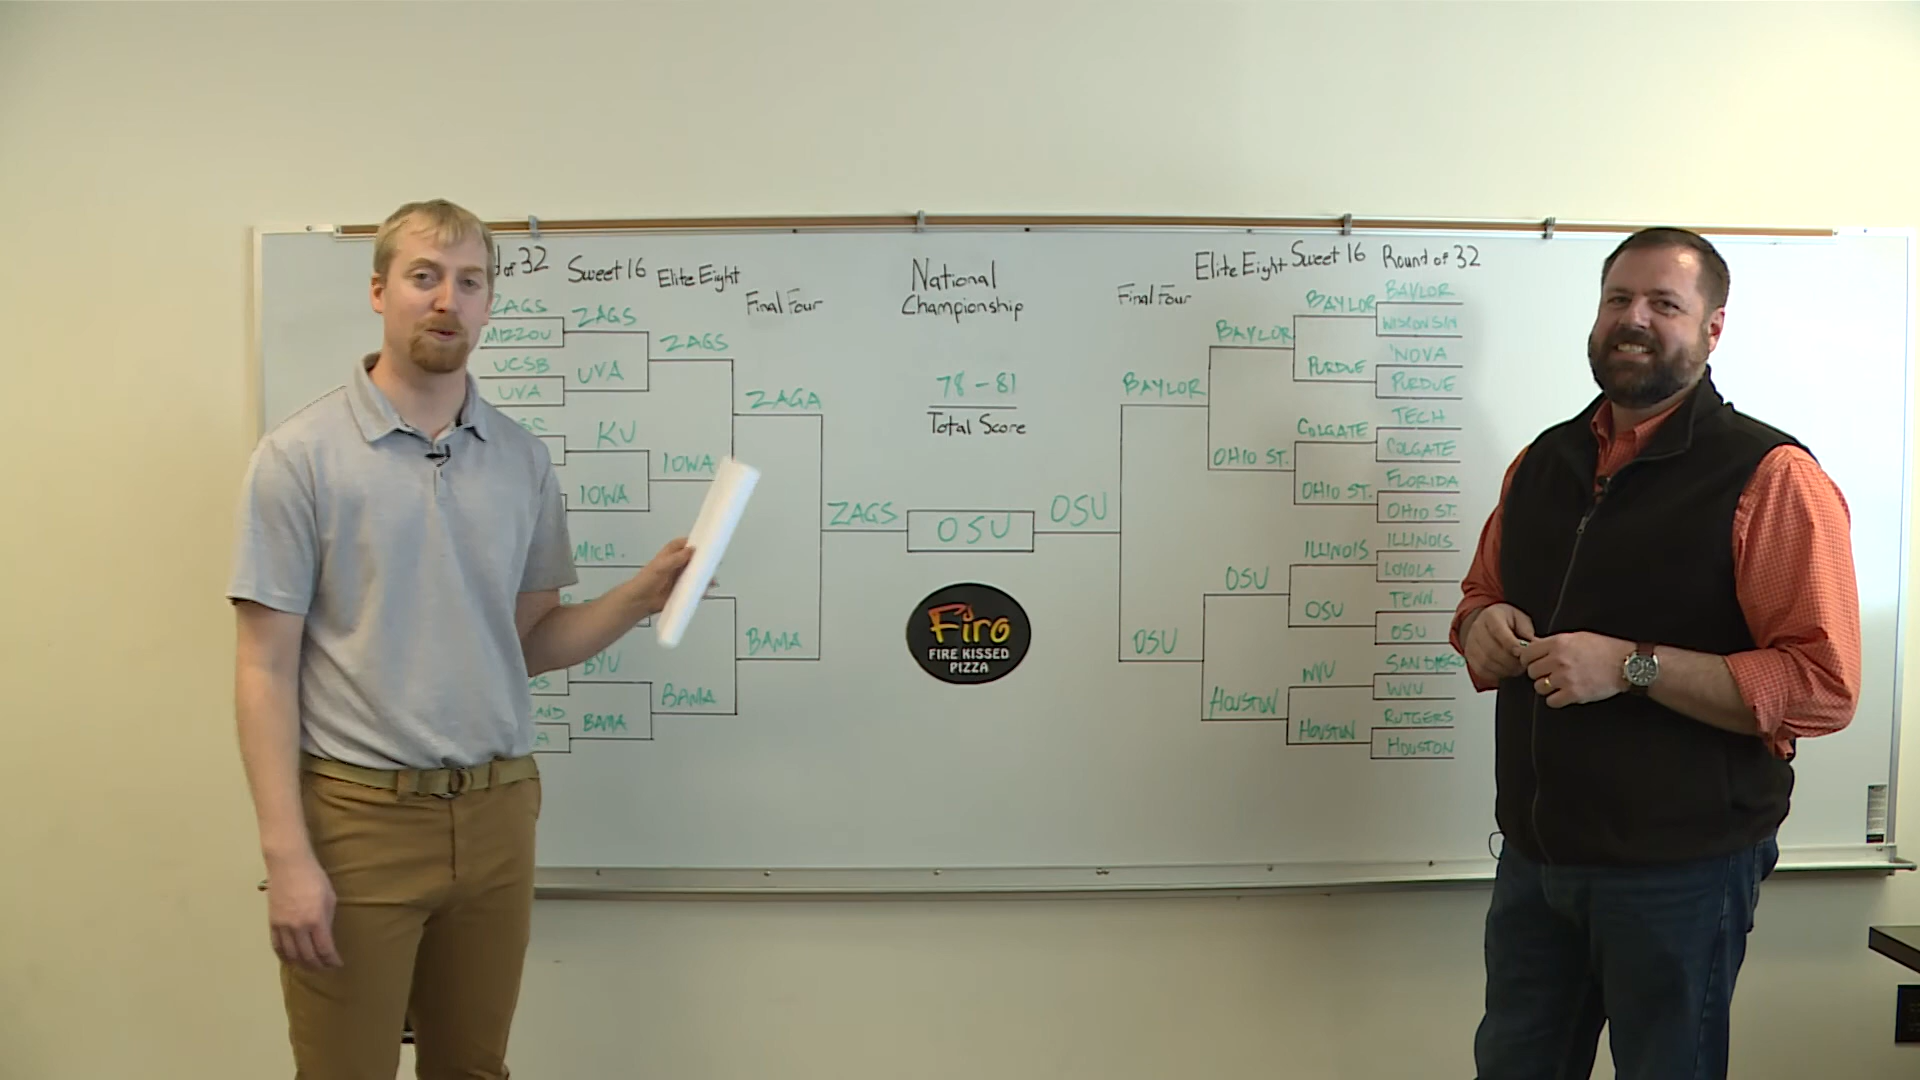 of 32
Sweet 16
Elite Eight
Final Four
National
Championship
Final Four
Elite Eight
Sweet 16
Round of 32
ZAGS
MIZZOU
UCSB
UVA
ZAGS
UVA
KU
IOWA
MICH.
BYU
BAMA
ZAGS
IOWA
BAMA
ZAGA
BAMA
ZAGS
78-81
Total Score
OSU
Firo
FIRE KISSED
PIZZA
OSU
BAYLOR
OSU
BAYLOR
OHIO ST.
OSU
HOUSTON
BAYLOR
PURDUE
COLGATE
OHIO ST.
ILLINOIS
OSU
WVU
HOUSTON
BAYLOR
WISCONSIN
'NOVA
PURDUE
TECH
COLGATE
FLORIDA
OHIO ST.
ILLINOIS
LOYOLA
TENN.
OSU
SAN DIEGO
WVU
RUTGERS
HOUSTON